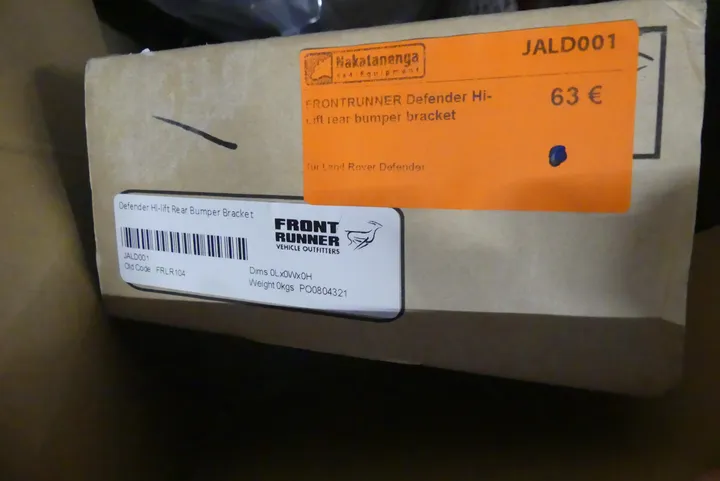 Nakatanenga
4x4 Equipment
JALD001
FRONTRUNNER Defender Hi-
Lift rear bumper bracket
63 €
für Land Rover Defender
Defender Hi-lift Rear Bumper Bracket
FRONT
RUNNER
VEHICLE OUTFITTERS
JALD001
Old Code FRLR104
Dims 0Lx0Wx0H
Weight 0kgs PO0804321